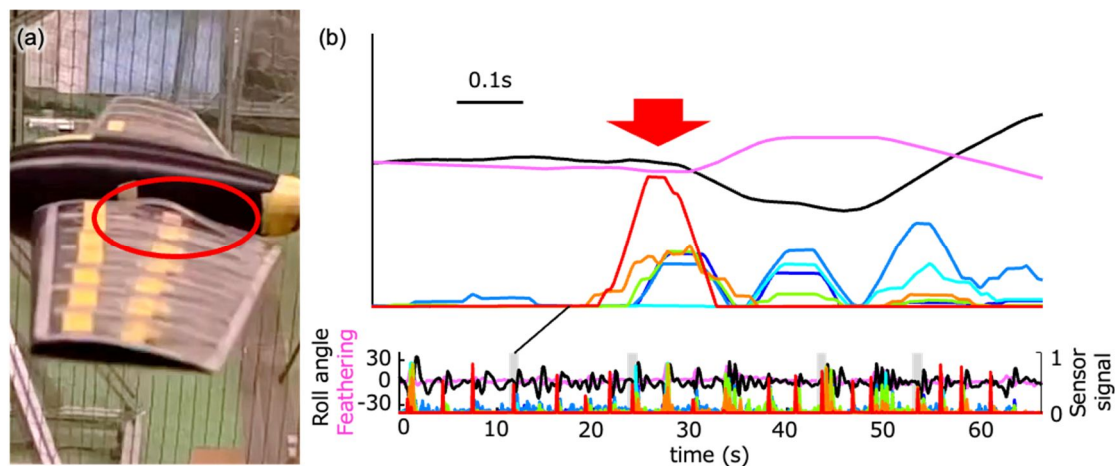 (a)
(b)
0.1s
Roll angle
Feathering
30
0
-30
1
0
Sensor signal
0 10 20 30 40 50 60
time (s)